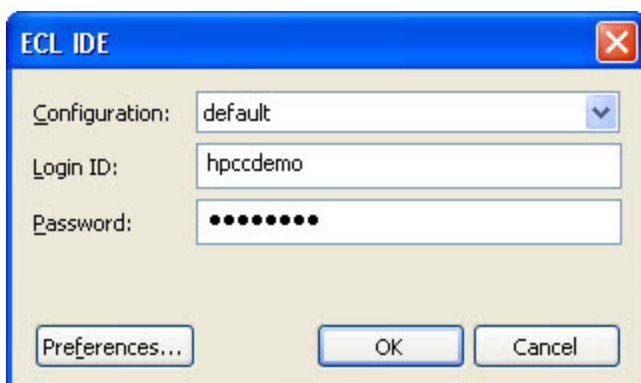 ECL IDE
Configuration: default
Login ID: hpccdemo
Password: ●●●●●●●●
Preferences... OK Cancel